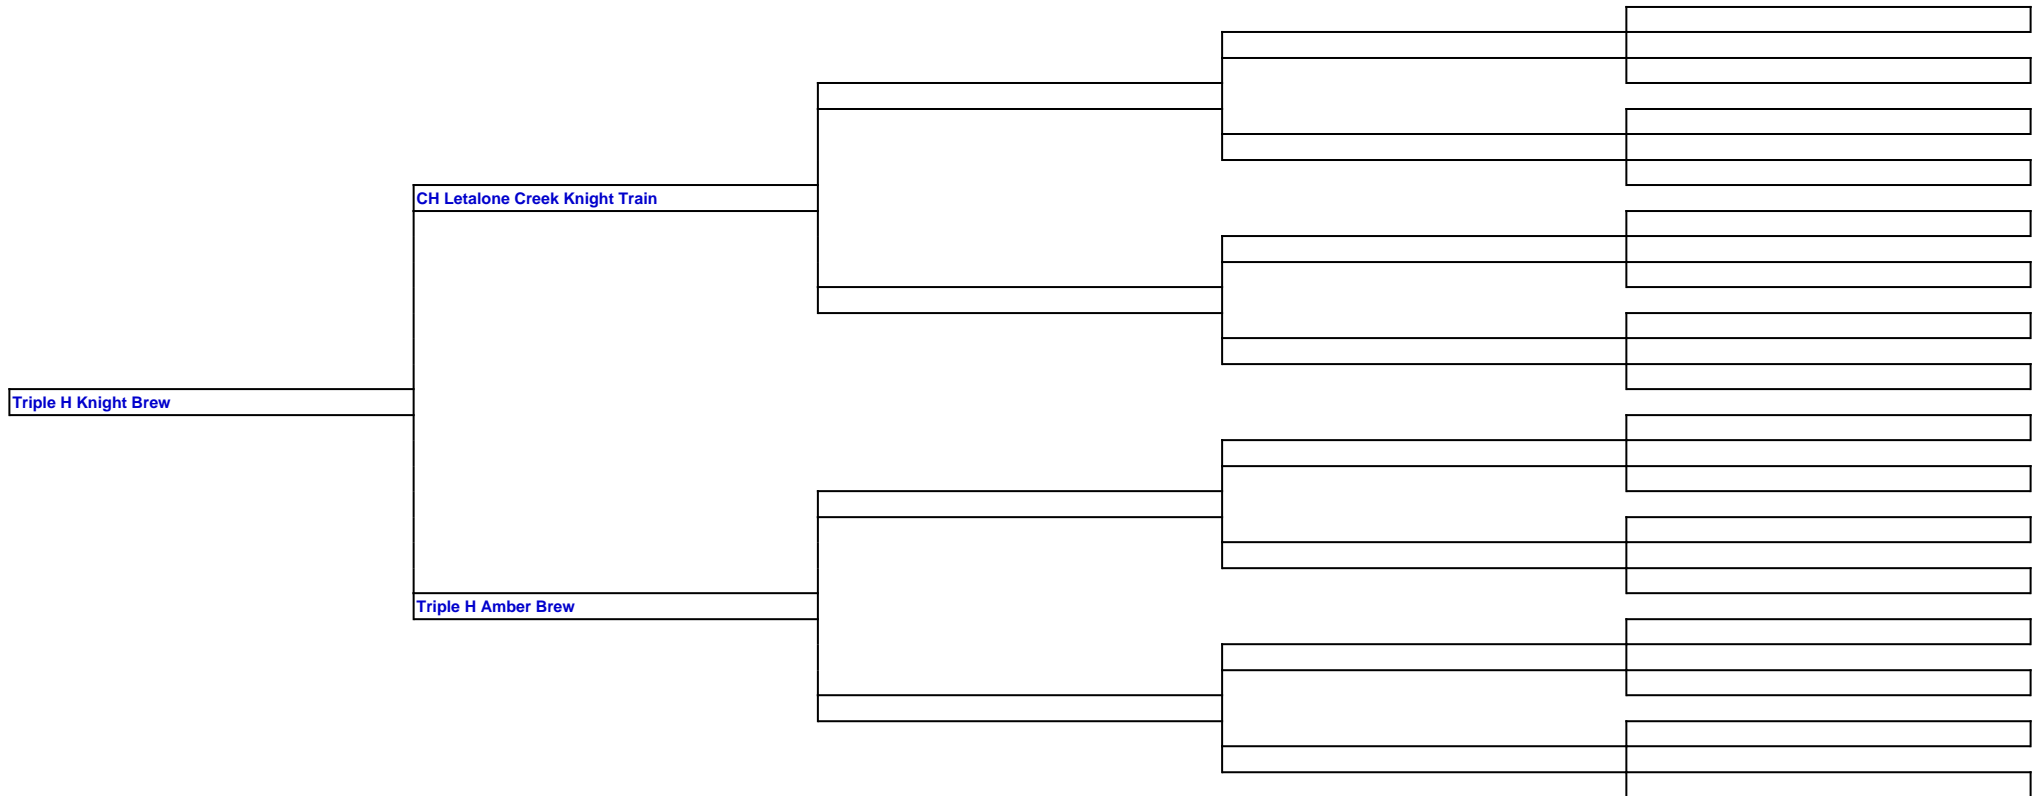 CH Letalone Creek Knight Train
Triple H Knight Brew
Triple H Amber Brew